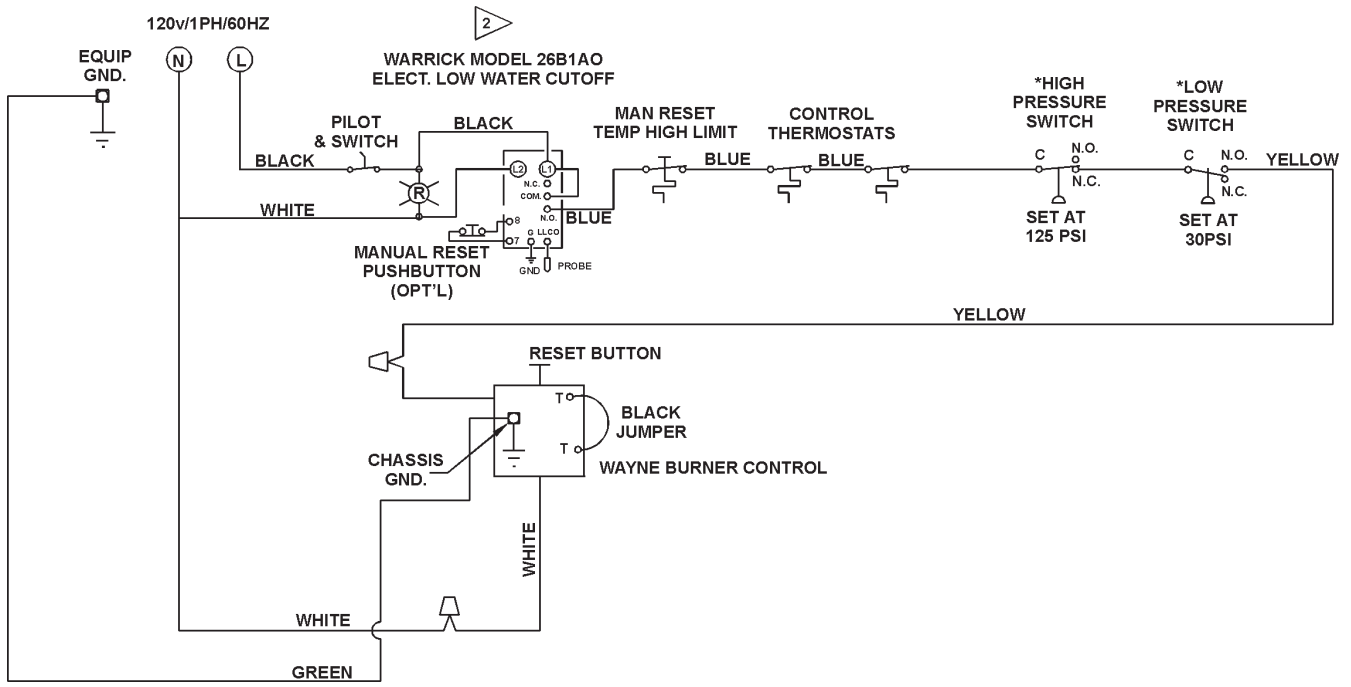 120v/1PH/60HZ
N
L
EQUIP
GND.
2
WARRICK MODEL 26B1AO
ELECT. LOW WATER CUTOFF
PILOT
& SWITCH
BLACK
BLACK
WHITE
R
L2
L1
N.C.
COM.
N.O.
8
7
G
LLCO
GND
PROBE
MANUAL RESET
PUSHBUTTON
(OPT'L)
BLUE
MAN RESET
TEMP HIGH LIMIT
BLUE
CONTROL
THERMOSTATS
BLUE
*HIGH
PRESSURE
SWITCH
C
N.O.
N.C.
SET AT
125 PSI
*LOW
PRESSURE
SWITCH
C
N.O.
N.C.
SET AT
30PSI
YELLOW
YELLOW
RESET BUTTON
T
T
BLACK
JUMPER
CHASSIS
GND.
WAYNE BURNER CONTROL
WHITE
WHITE
GREEN